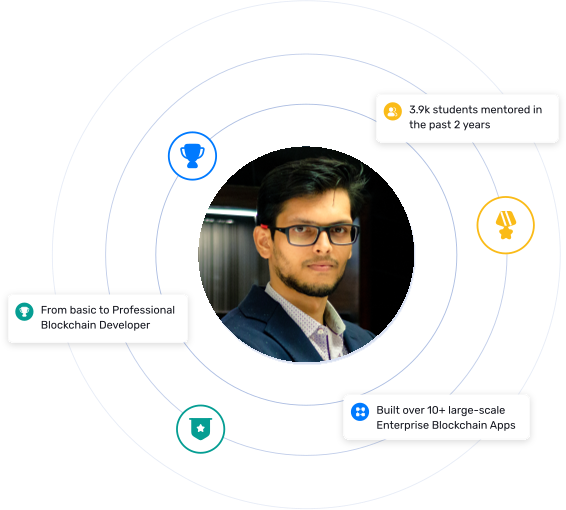 3.9k students mentored in
the past 2 years
From basic to Professional
Blockchain Developer
Built over 10+ large-scale
Enterprise Blockchain Apps